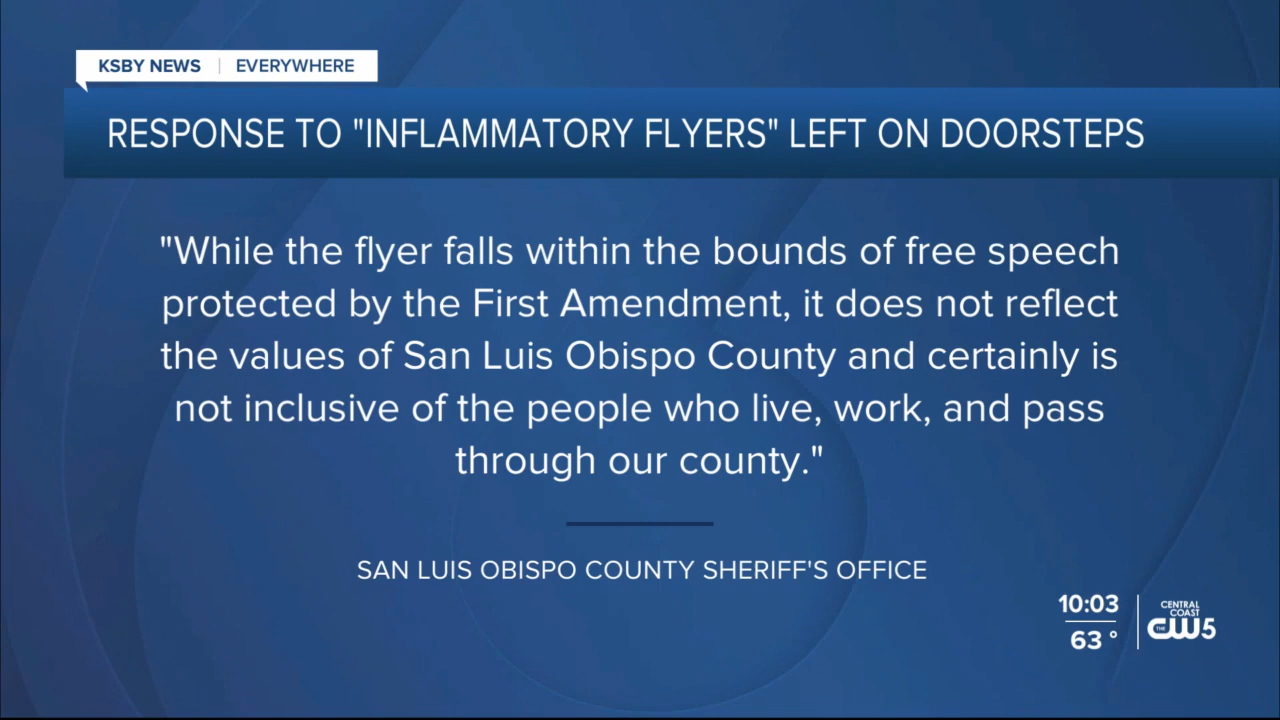 KSBY NEWS | EVERYWHERE
RESPONSE TO "INFLAMMATORY FLYERS" LEFT ON DOORSTEPS
"While the flyer falls within the bounds of free speech
protected by the First Amendment, it does not reflect
the values of San Luis Obispo County and certainly is
not inclusive of the people who live, work, and pass
through our county."
SAN LUIS OBISPO COUNTY SHERIFF'S OFFICE
10:03
63 °
CENTRAL
COAST
THE CW5